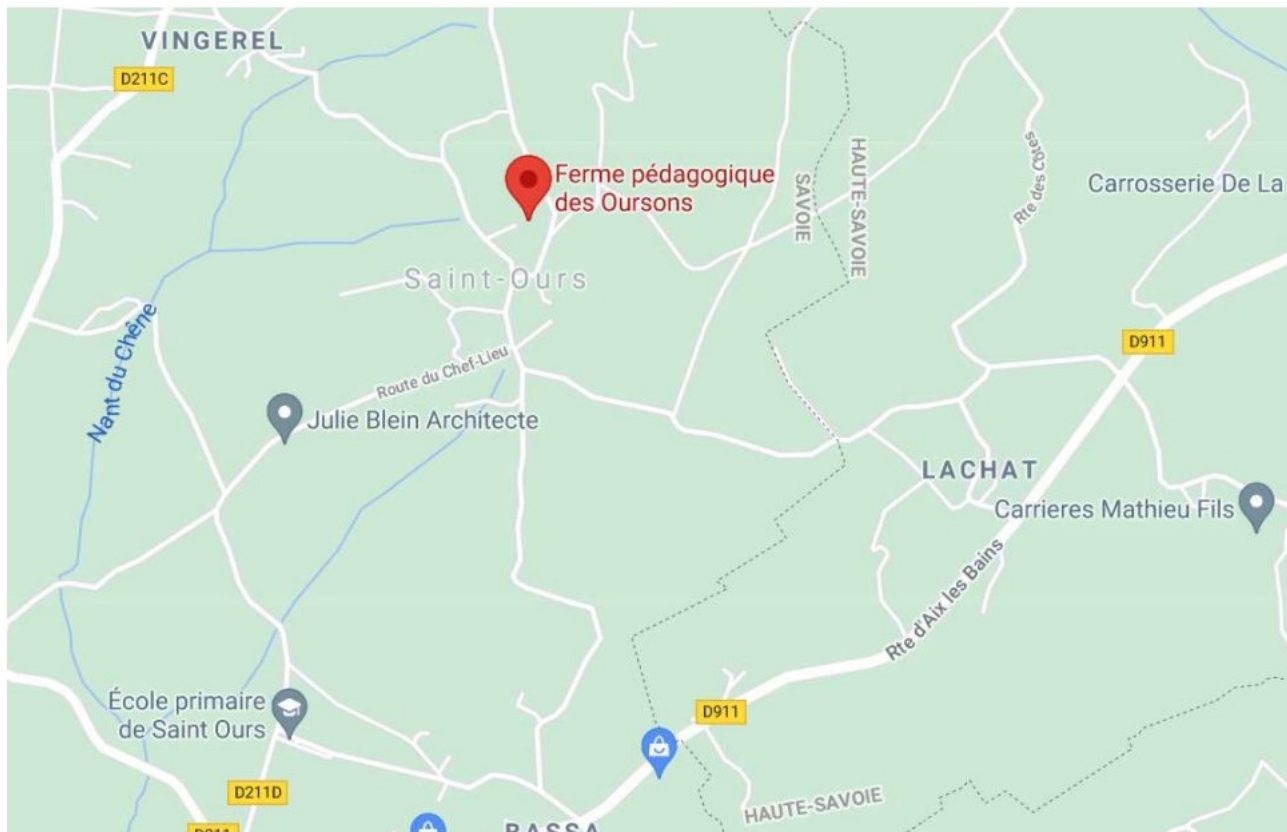 VINGEREL
D211C
Ferme pédagogique
des Oursons
SAVOIE
HAUTE-SAVOIE
Rte des Côtes
Carrosserie De La
Saint-Ours
Nant du Chêne
D911
Route du Chef-Lieu
Julie Blein Architecte
LACHAT
Carrieres Mathieu Fils
Rte d'Aix les Bains
École primaire
de Saint Ours
D911
D211D
HAUTE-SAVOIE